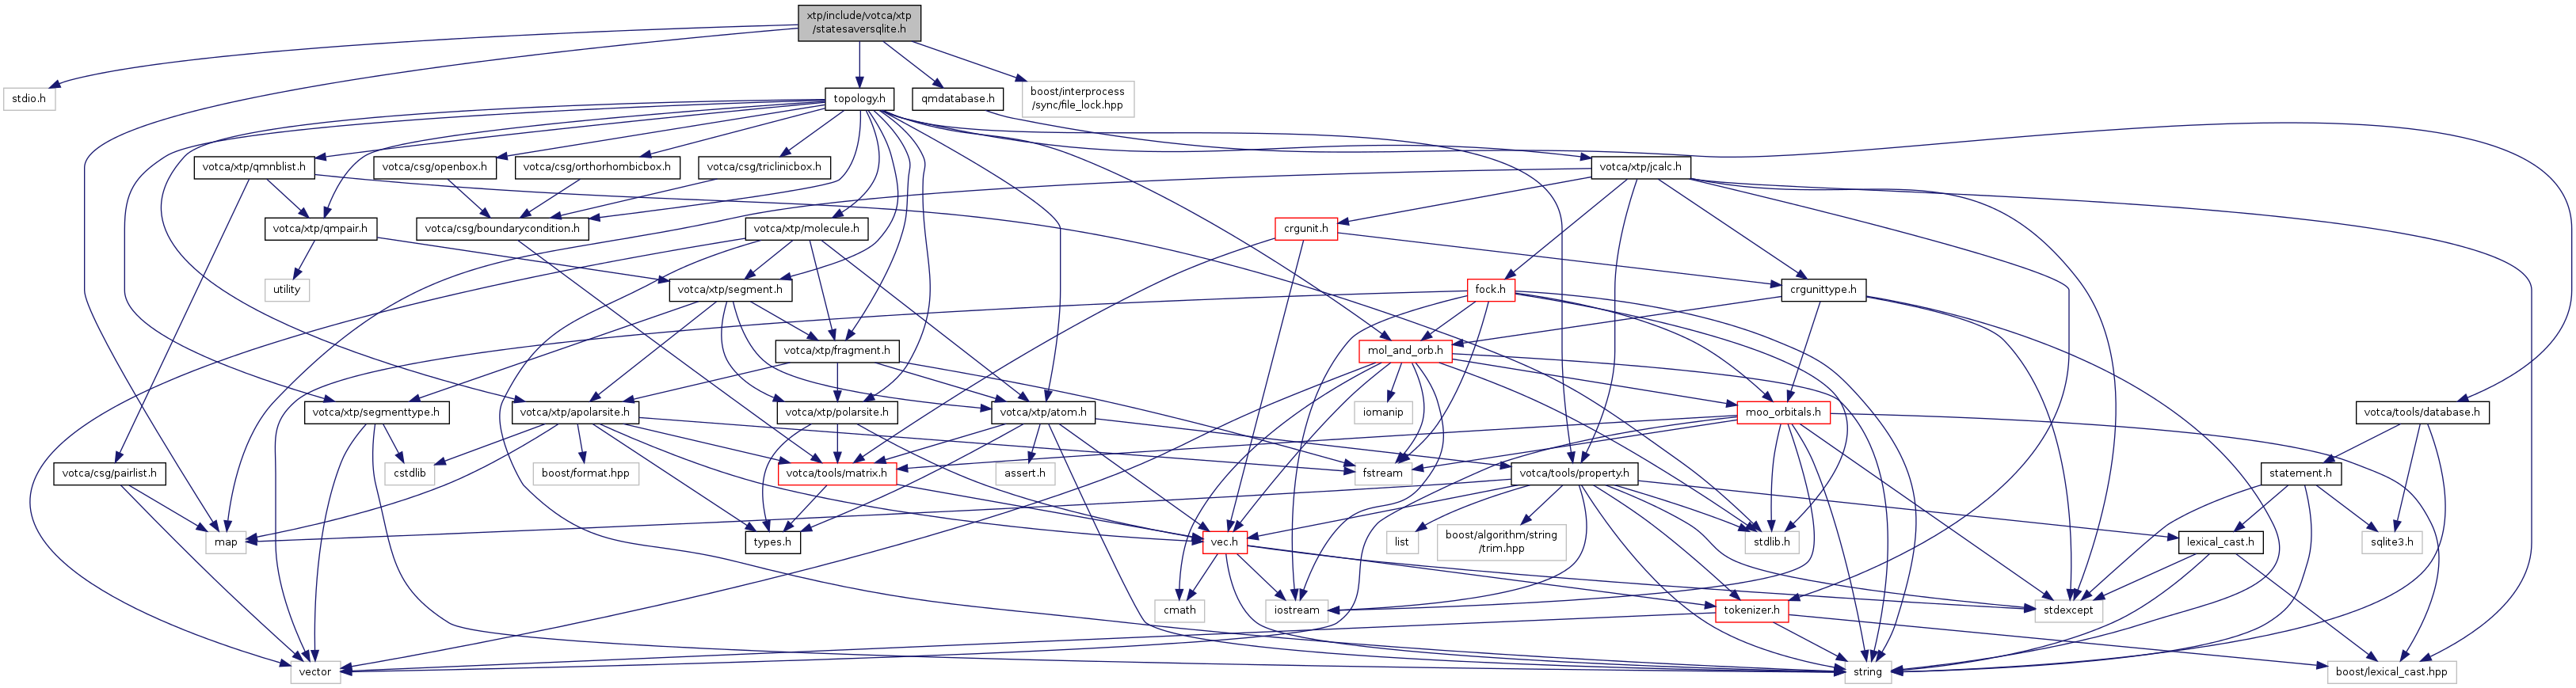 xtp/include/votca/xtp
/statesaversqlite.h
stdio.h
topology.h
qmdatabase.h
boost/interprocess
/sync/file_lock.hpp
votca/xtp/qmnblist.h
votca/csg/openbox.h
votca/csg/orthorhombicbox.h
votca/csg/triclinicbox.h
votca/xtp/jcalc.h
votca/xtp/qmpair.h
votca/csg/boundarycondition.h
votca/xtp/molecule.h
crgunit.h
utility
votca/xtp/segment.h
fock.h
crgunittype.h
votca/xtp/fragment.h
mol_and_orb.h
votca/xtp/segmenttype.h
votca/xtp/apolarsite.h
votca/xtp/polarsite.h
votca/xtp/atom.h
iomanip
moo_orbitals.h
votca/tools/database.h
votca/csg/pairlist.h
cstdlib
boost/format.hpp
votca/tools/matrix.h
assert.h
fstream
votca/tools/property.h
statement.h
map
types.h
vec.h
list
boost/algorithm/string
/trim.hpp
stdlib.h
lexical_cast.h
sqlite3.h
cmath
iostream
tokenizer.h
stdexcept
vector
string
boost/lexical_cast.hpp